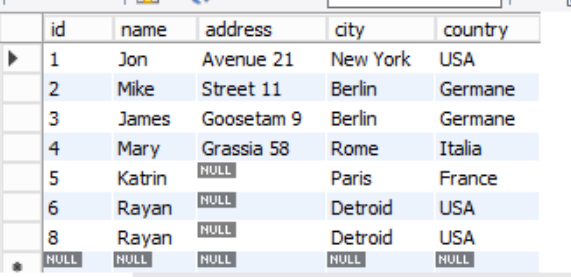 id name address city country
1 Jon Avenue 21 New York USA
2 Mike Street 11 Berlin Germane
3 James Goosetam 9 Berlin Germane
4 Mary Grassia 58 Rome Italia
5 Katrin NULL Paris France
6 Rayan NULL Detroid USA
8 Rayan NULL Detroid USA
NULL NULL NULL NULL NULL